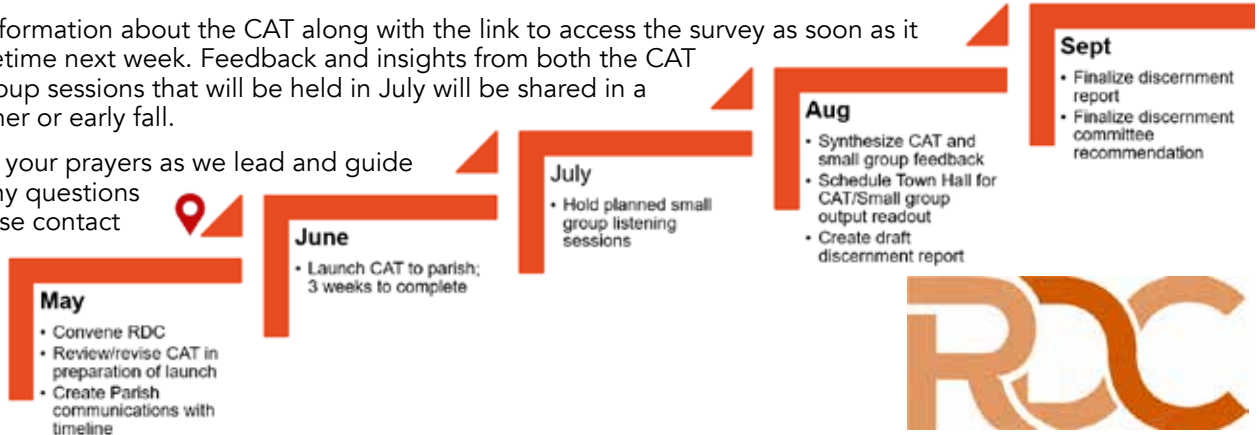 formation about the CAT along with the link to access the survey as soon as it
etime next week. Feedback and insights from both the CAT
oup sessions that will be held in July will be shared in a
ner or early fall.
your prayers as we lead and guide
ny questions
se contact
May
• Convene RDC
• Review/revise CAT in
preparation of launch
• Create Parish
communications with
timeline
June
• Launch CAT to parish;
3 weeks to complete
July
• Hold planned small
group listening
sessions
Aug
• Synthesize CAT and
small group feedback
• Schedule Town Hall for
CAT/Small group
output readout
• Create draft
discernment report
Sept
• Finalize discernment
report
• Finalize discernment
committee
recommendation
RDC